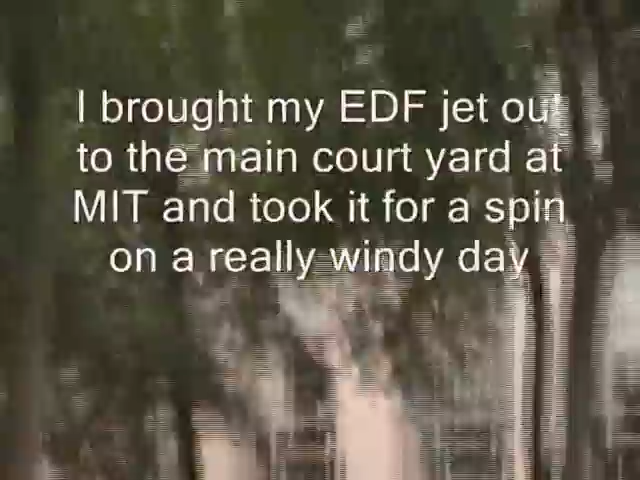 I brought my EDF jet out
to the main court yard at
MIT and took it for a spin
on a really windy day